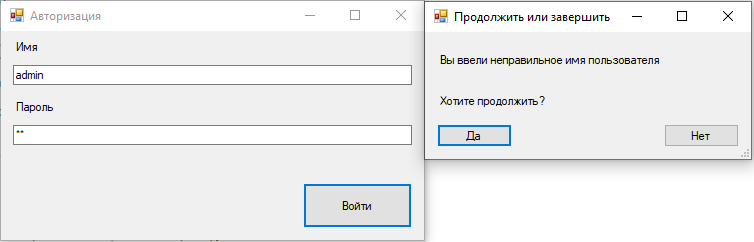 Авторизация
Имя
admin
Пароль
**
Войти
Продолжить или завершить
Вы ввели неправильное имя пользователя
Хотите продолжить?
Да
Нет